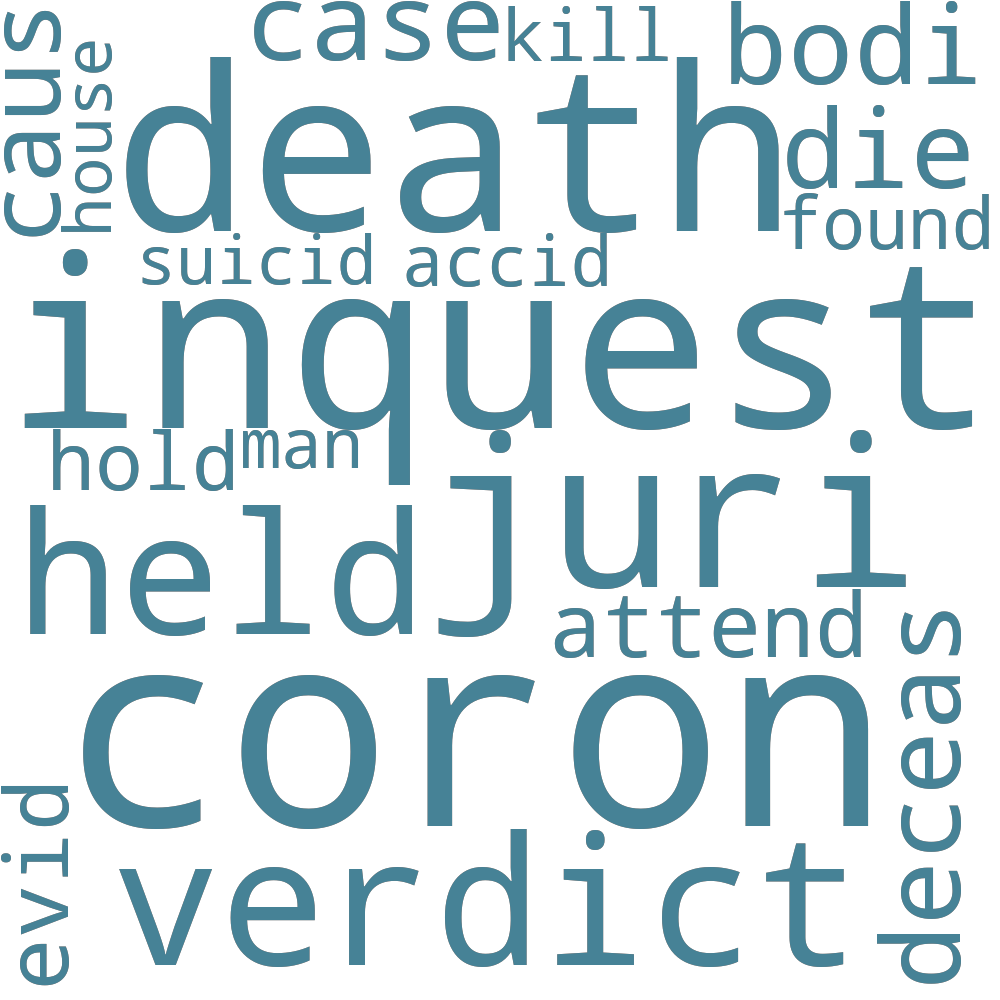 case
kill
bodi
caus
house
death
die
found
suicid
accid
inquest
hold
man
juri
held
attend
coron
deceas
evid
verdict